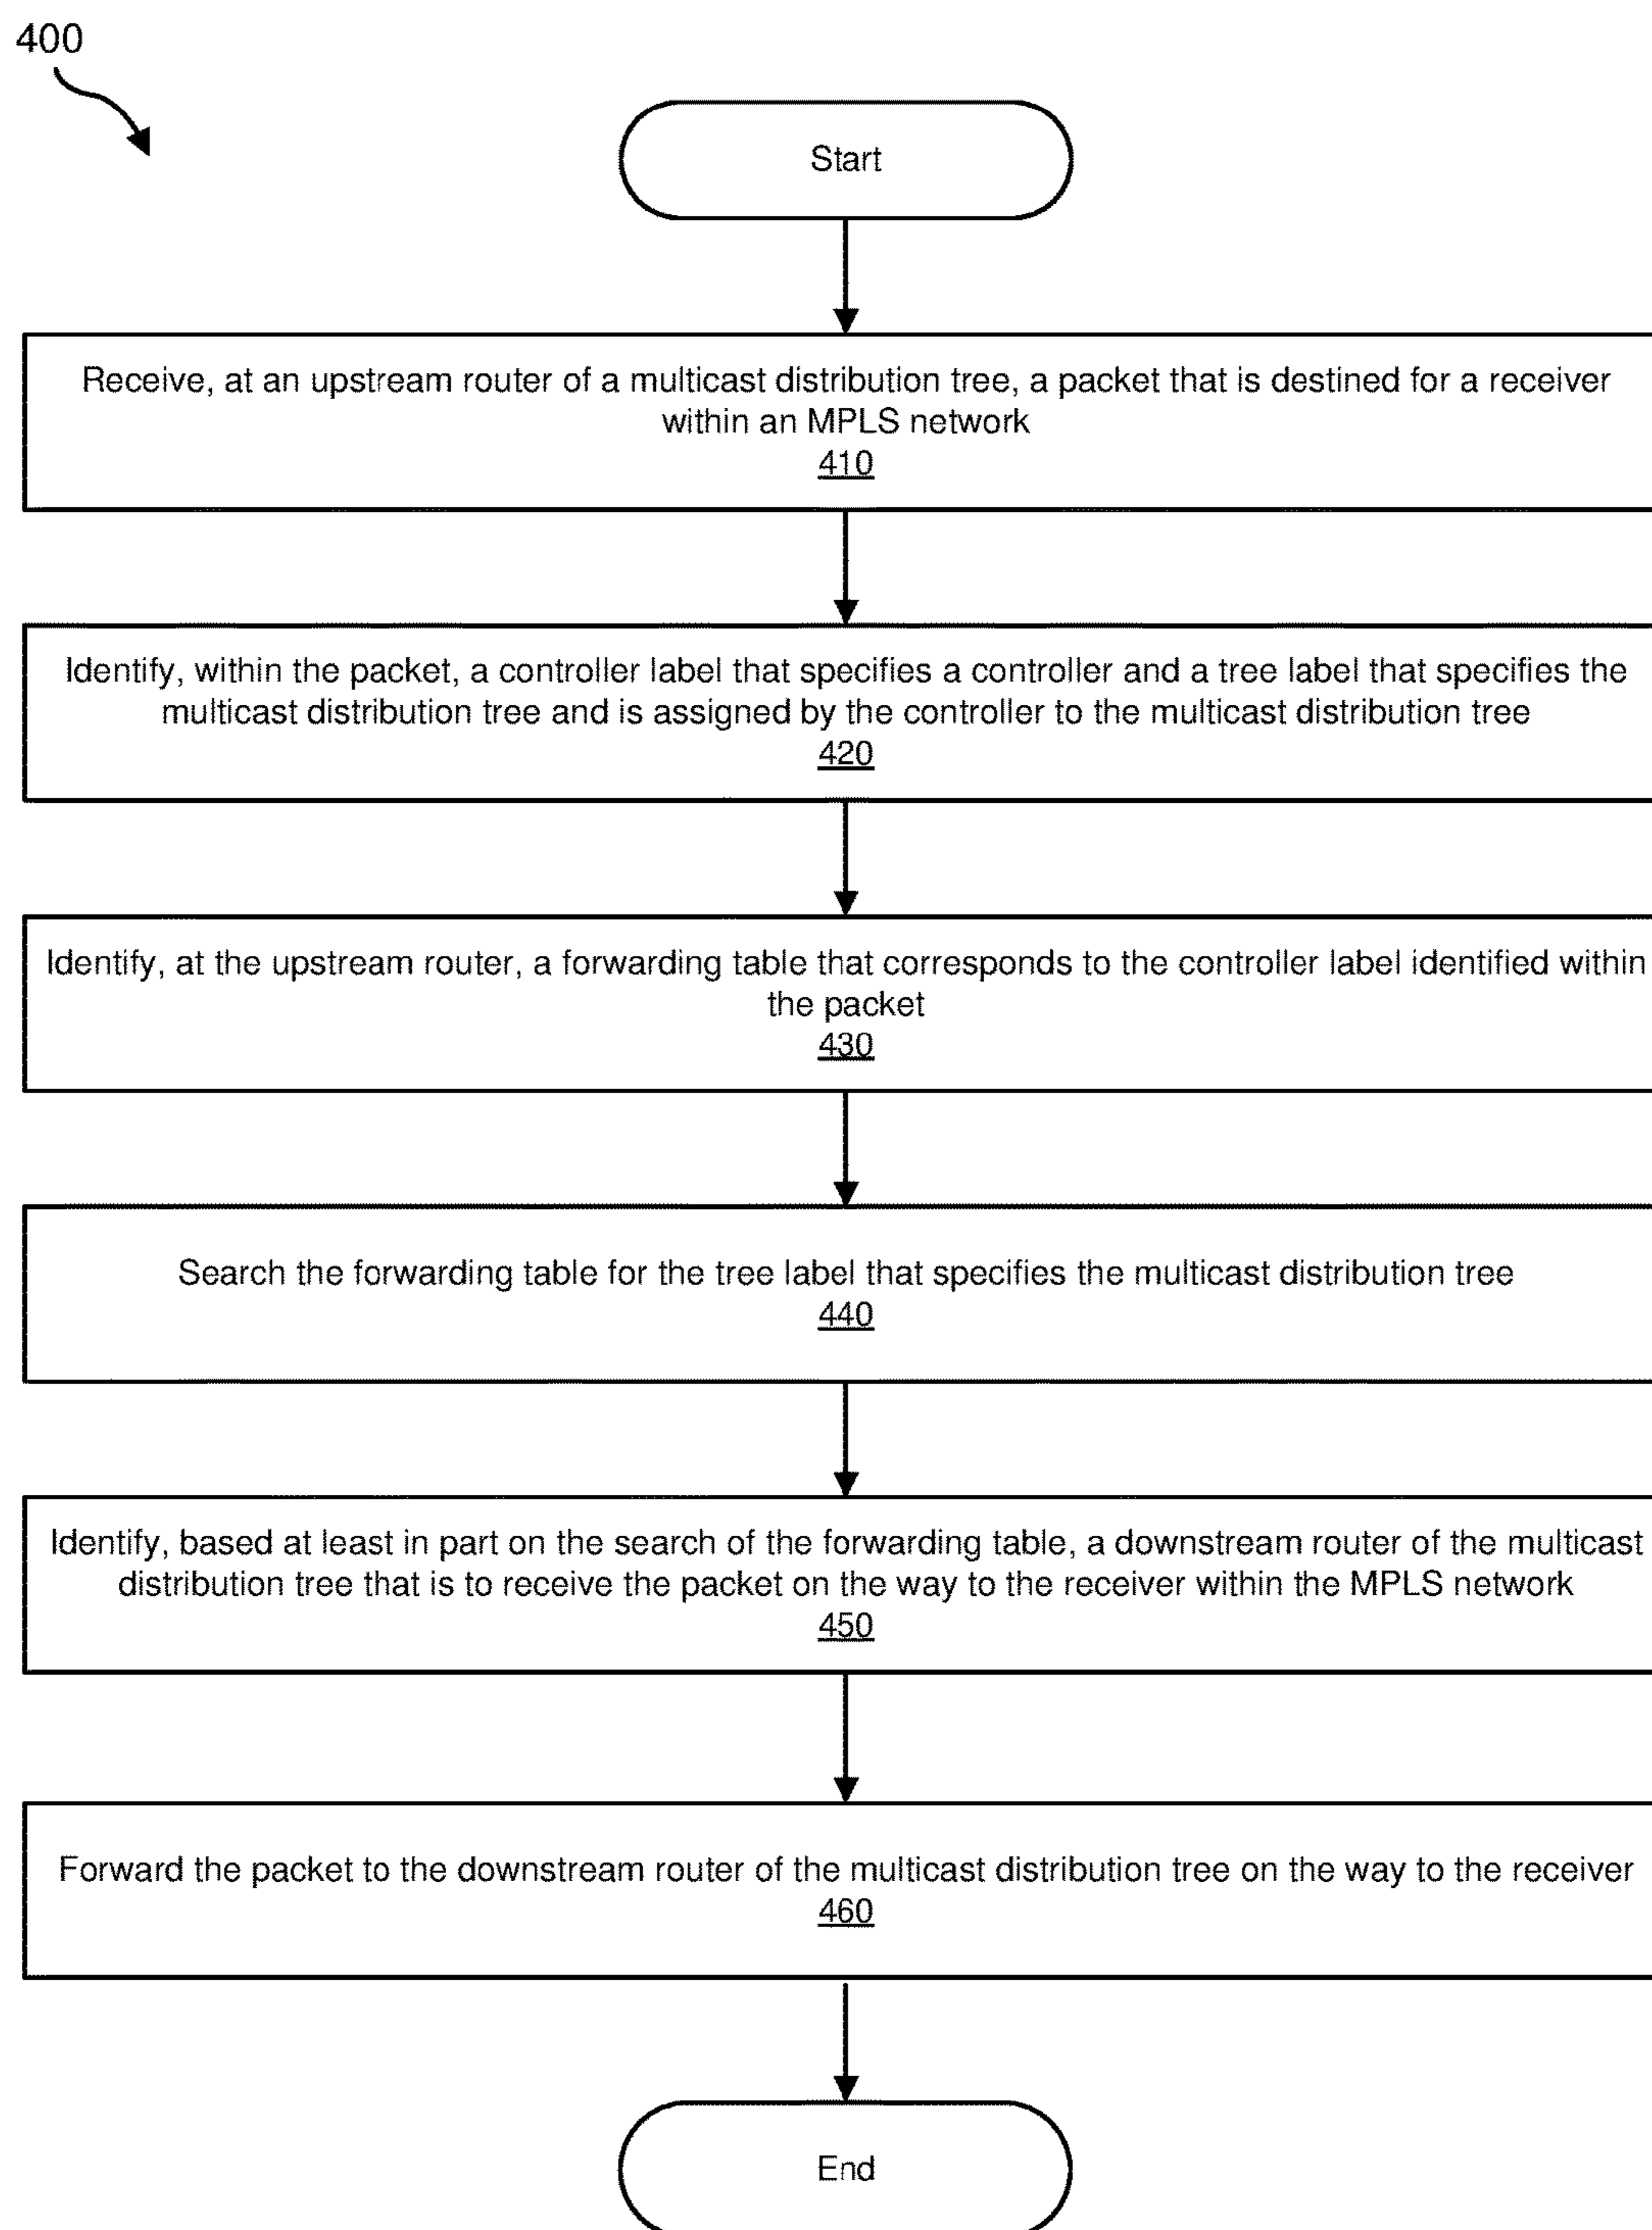 400
Start
Receive, at an upstream router of a multicast distribution tree, a packet that is destined for a receiver
within an MPLS network
410
Identify, within the packet, a controller label that specifies a controller and a tree label that specifies the
multicast distribution tree and is assigned by the controller to the multicast distribution tree
420
Identify, at the upstream router, a forwarding table that corresponds to the controller label identified within
the packet
430
Search the forwarding table for the tree label that specifies the multicast distribution tree
440
Identify, based at least in part on the search of the forwarding table, a downstream router of the multicast
distribution tree that is to receive the packet on the way to the receiver within the MPLS network
450
Forward the packet to the downstream router of the multicast distribution tree on the way to the receiver
460
End